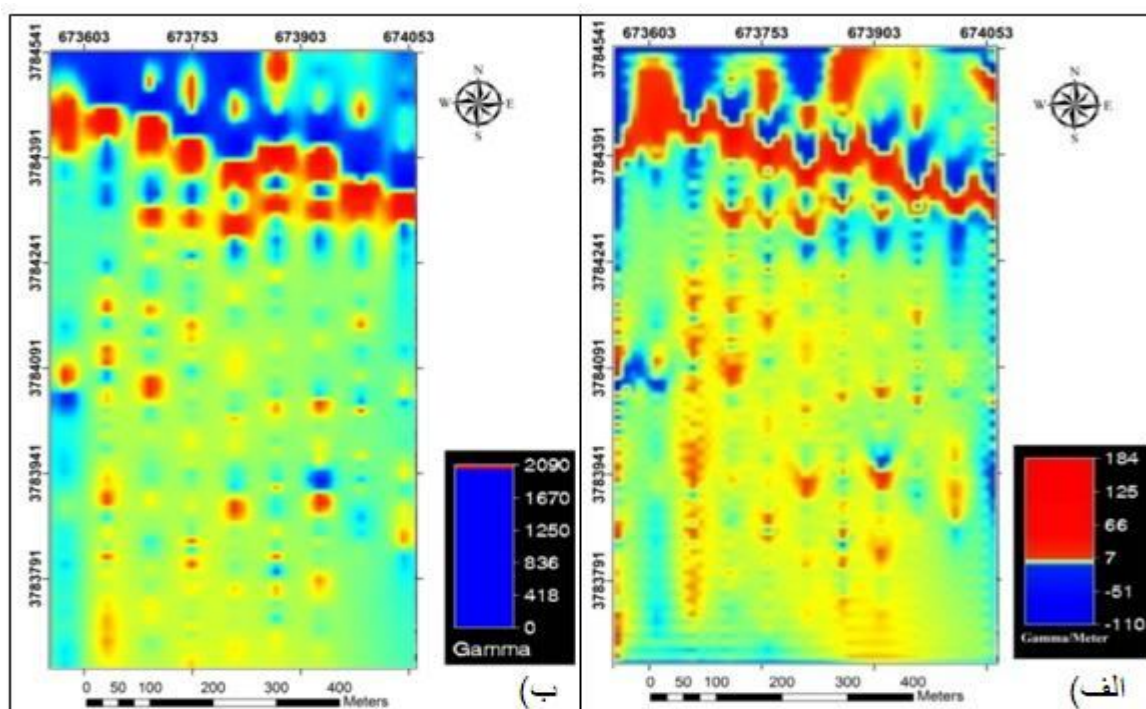 673603 673753 673903 674053
3784541
3784391
3784241
3784091
3783941
3783791
N
W E
S
2090
1670
1250
836
418
0
Gamma
0 50 100 200 300 400
Meters
ب)
673603 673753 673903 674053
3784541
3784391
3784241
3784091
3783941
3783791
N
W E
S
184
125
66
7
-51
-110
Gamma/Meter
0 50 100 200 300 400
Meters
الف)